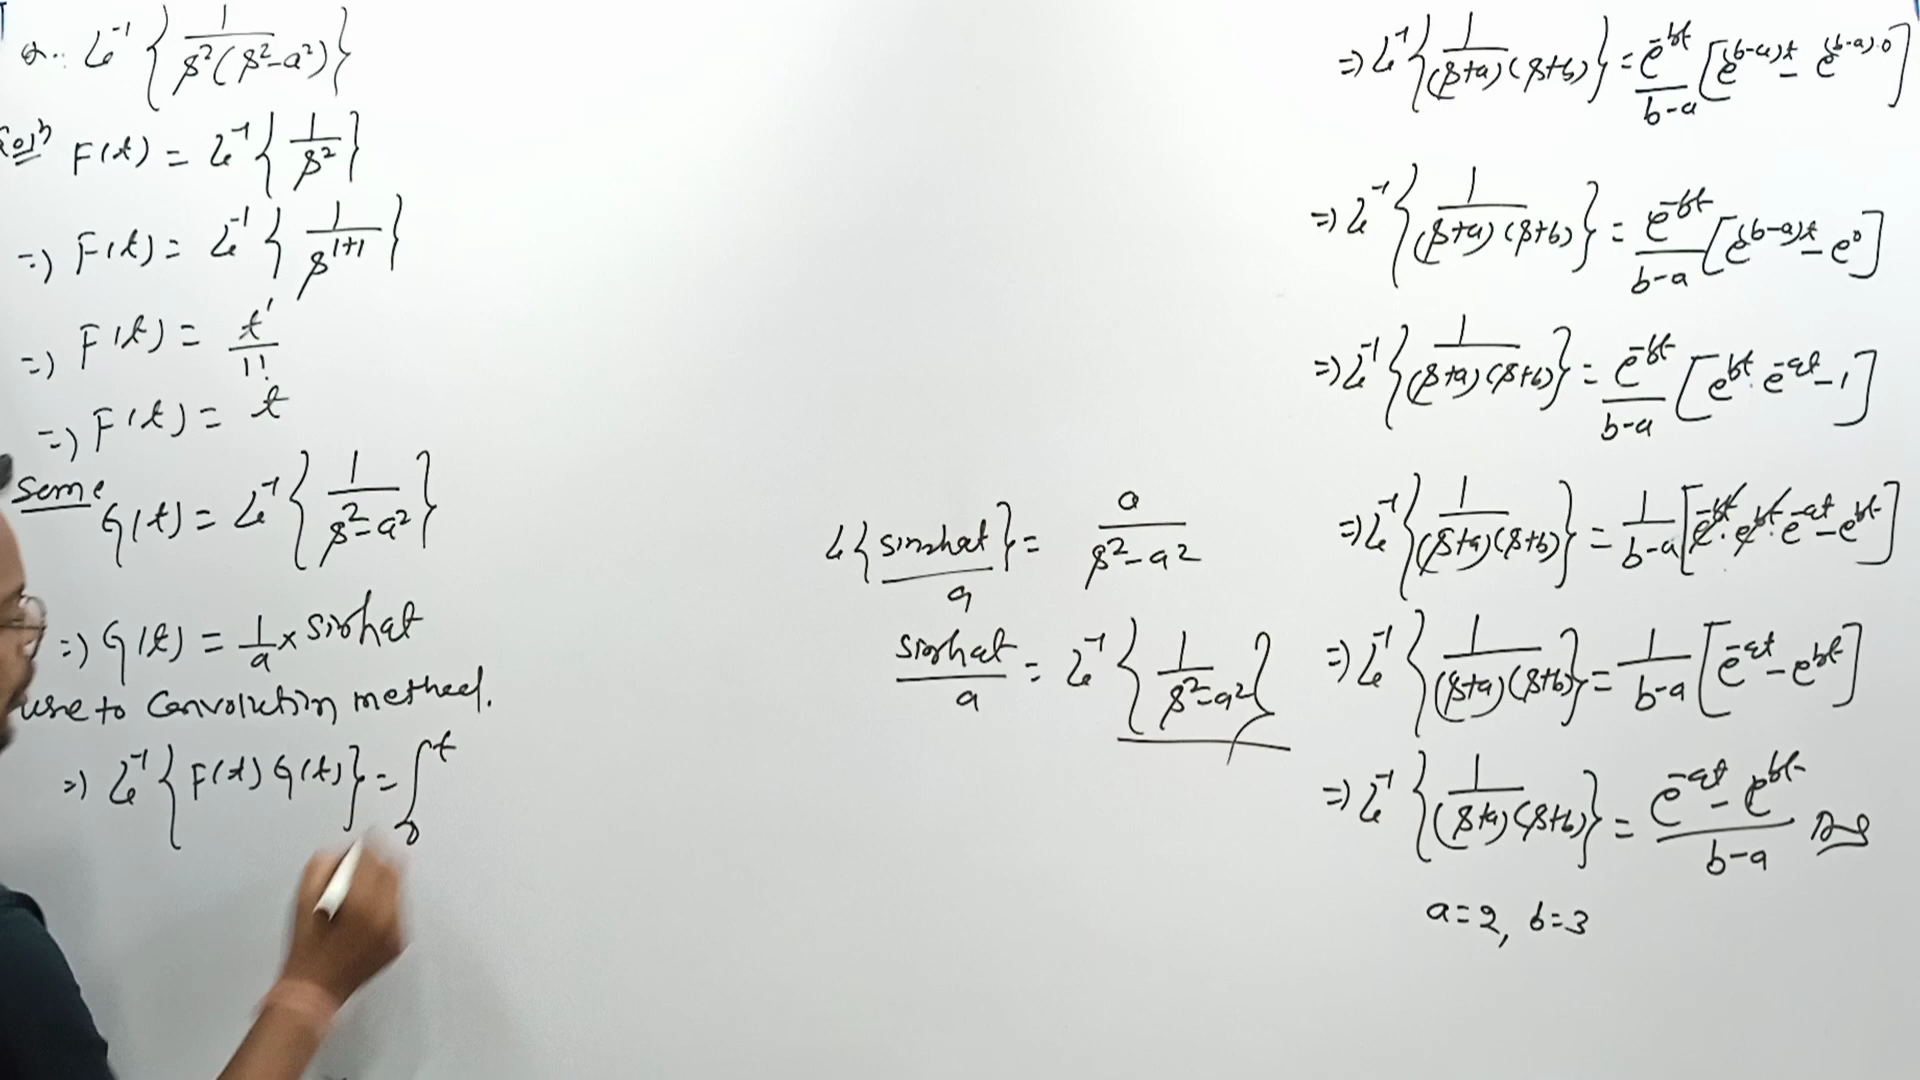 Q.. L⁻¹ { 1/(s²(s²-a²)) }
Solⁿ F(t) = L⁻¹ { 1/s² }
=) F(t) = L⁻¹ { 1/s¹⁺¹ }
=) F(t) = t¹/1!
=) F(t) = t
Same G(t) = L⁻¹ { 1/(s²-a²) }
=) G(t) = 1/a × sinhat
use to Convolution method.
=) L⁻¹ { F(t) G(t) } = ∫₀ᵗ
L { sinhat/a } = a/(s²-a²)
sinhat/a = L⁻¹ { 1/(s²-a²) }
=) L⁻¹ { 1/((s+a)(s+b)) } = e^-bt/(b-a) [ e^(b-a)t - e^(b-a).0 ]
=) L⁻¹ { 1/((s+a)(s+b)) } = e^-bt/(b-a) [ e^(b-a)t - e⁰ ]
=) L⁻¹ { 1/((s+a)(s+b)) } = e^-bt/(b-a) [ e^bt . e^-at - 1 ]
=) L⁻¹ { 1/((s+a)(s+b)) } = 1/(b-a) [ e^-bt . e^bt . e^-at - e^bt ]
=) L⁻¹ { 1/((s+a)(s+b)) } = 1/(b-a) [ e^-at - e^bt ]
=) L⁻¹ { 1/((s+a)(s+b)) } = (e^-at - e^bt)/(b-a) Ans
a=2, b=3